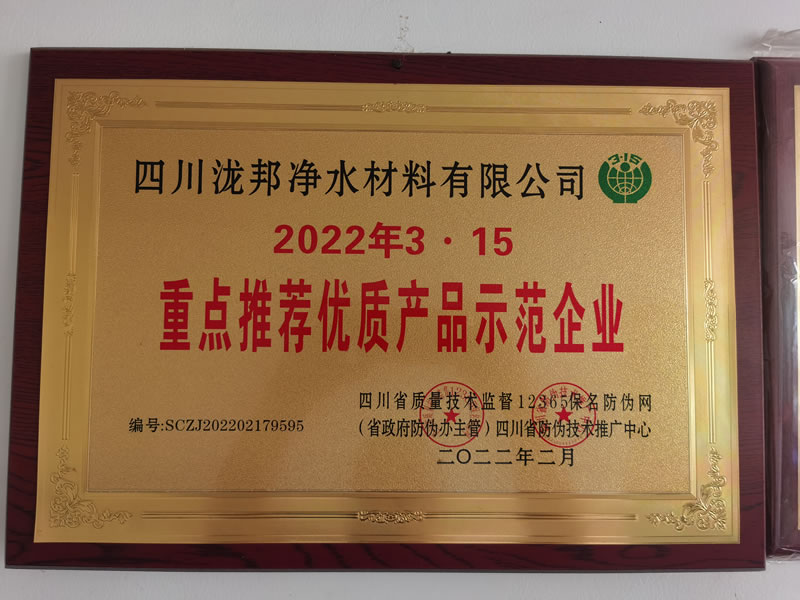 四川泷邦净水材料有限公司
3·15
2022年3·15
重点推荐优质产品示范企业
编号:SCZJ202202179595
四川省质量技术监督12365保名防伪网
(省政府防伪办主管)四川省防伪技术推广中心
二〇二二年二月